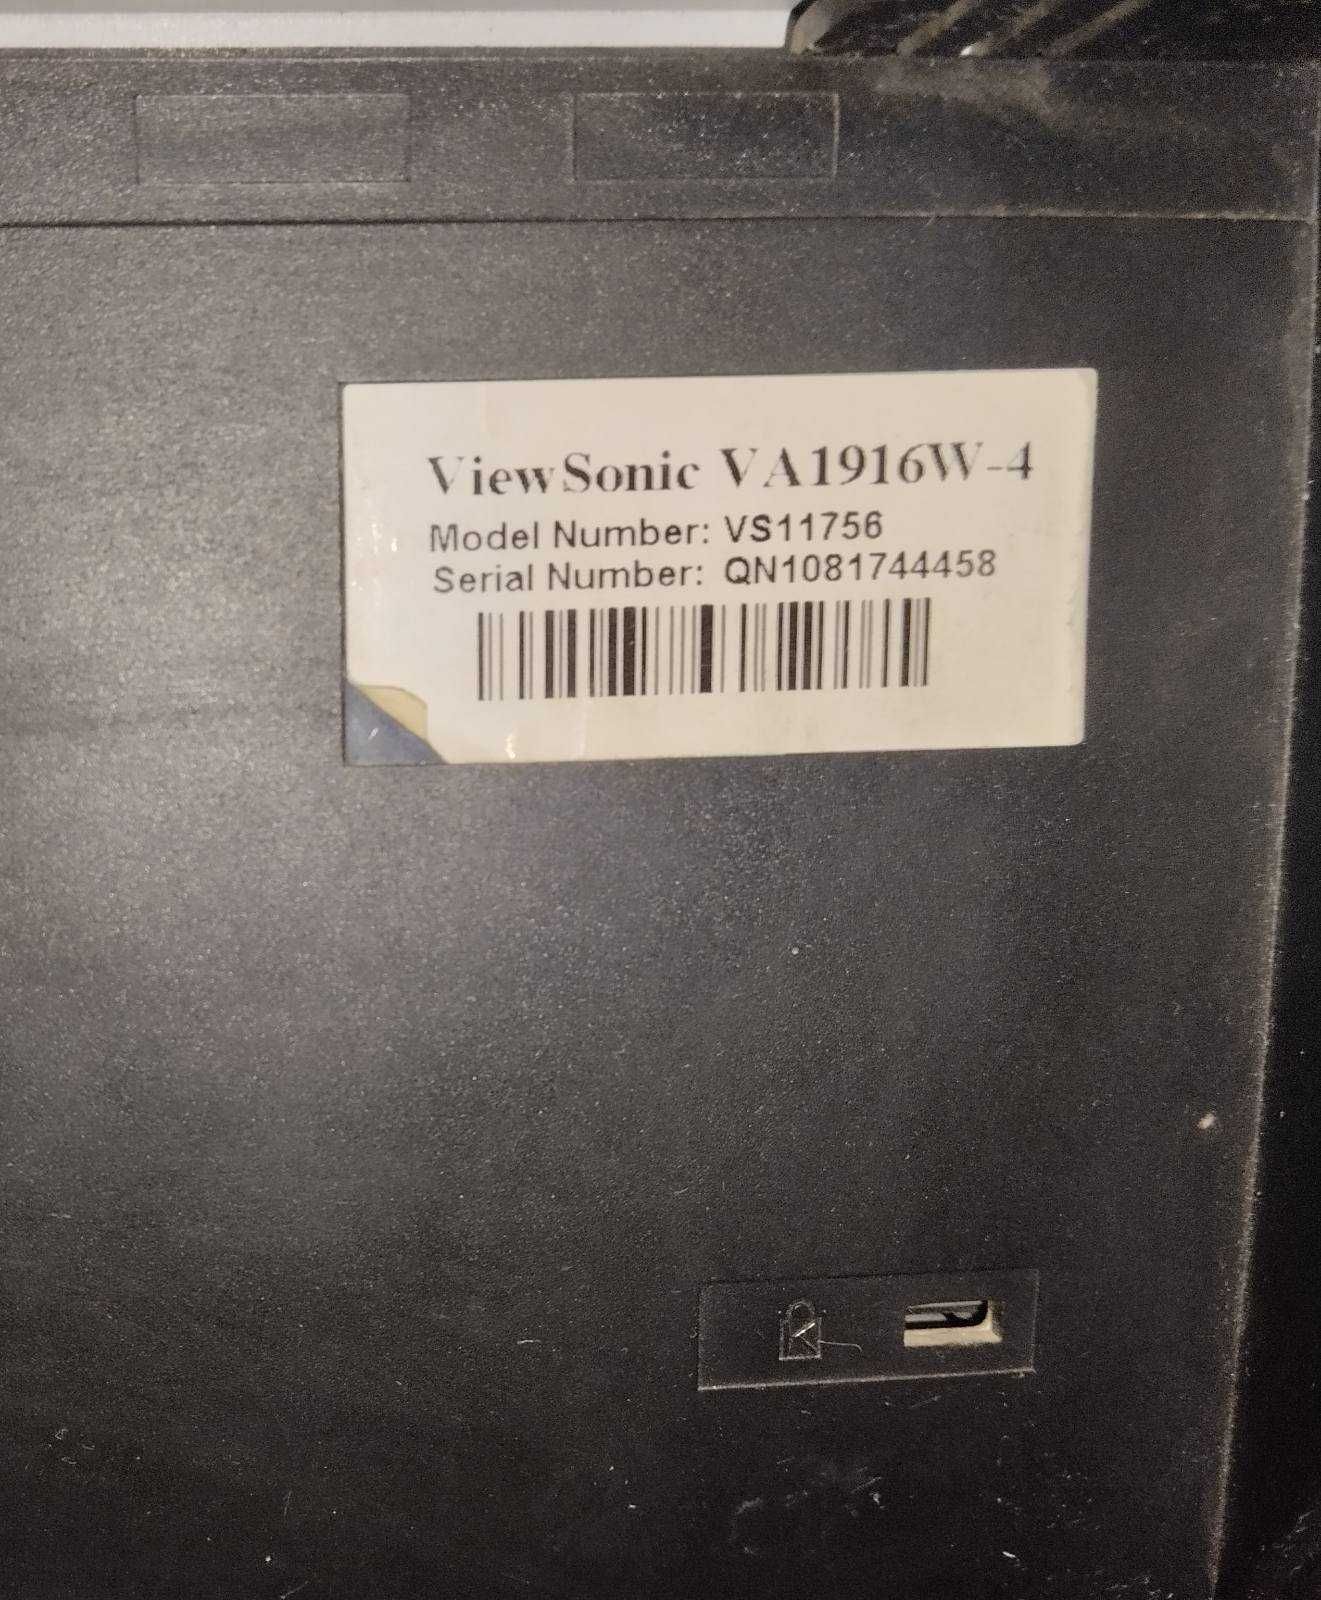 ViewSonic VA1916W-4
Model Number: VS11756
Serial Number: QN1081744458